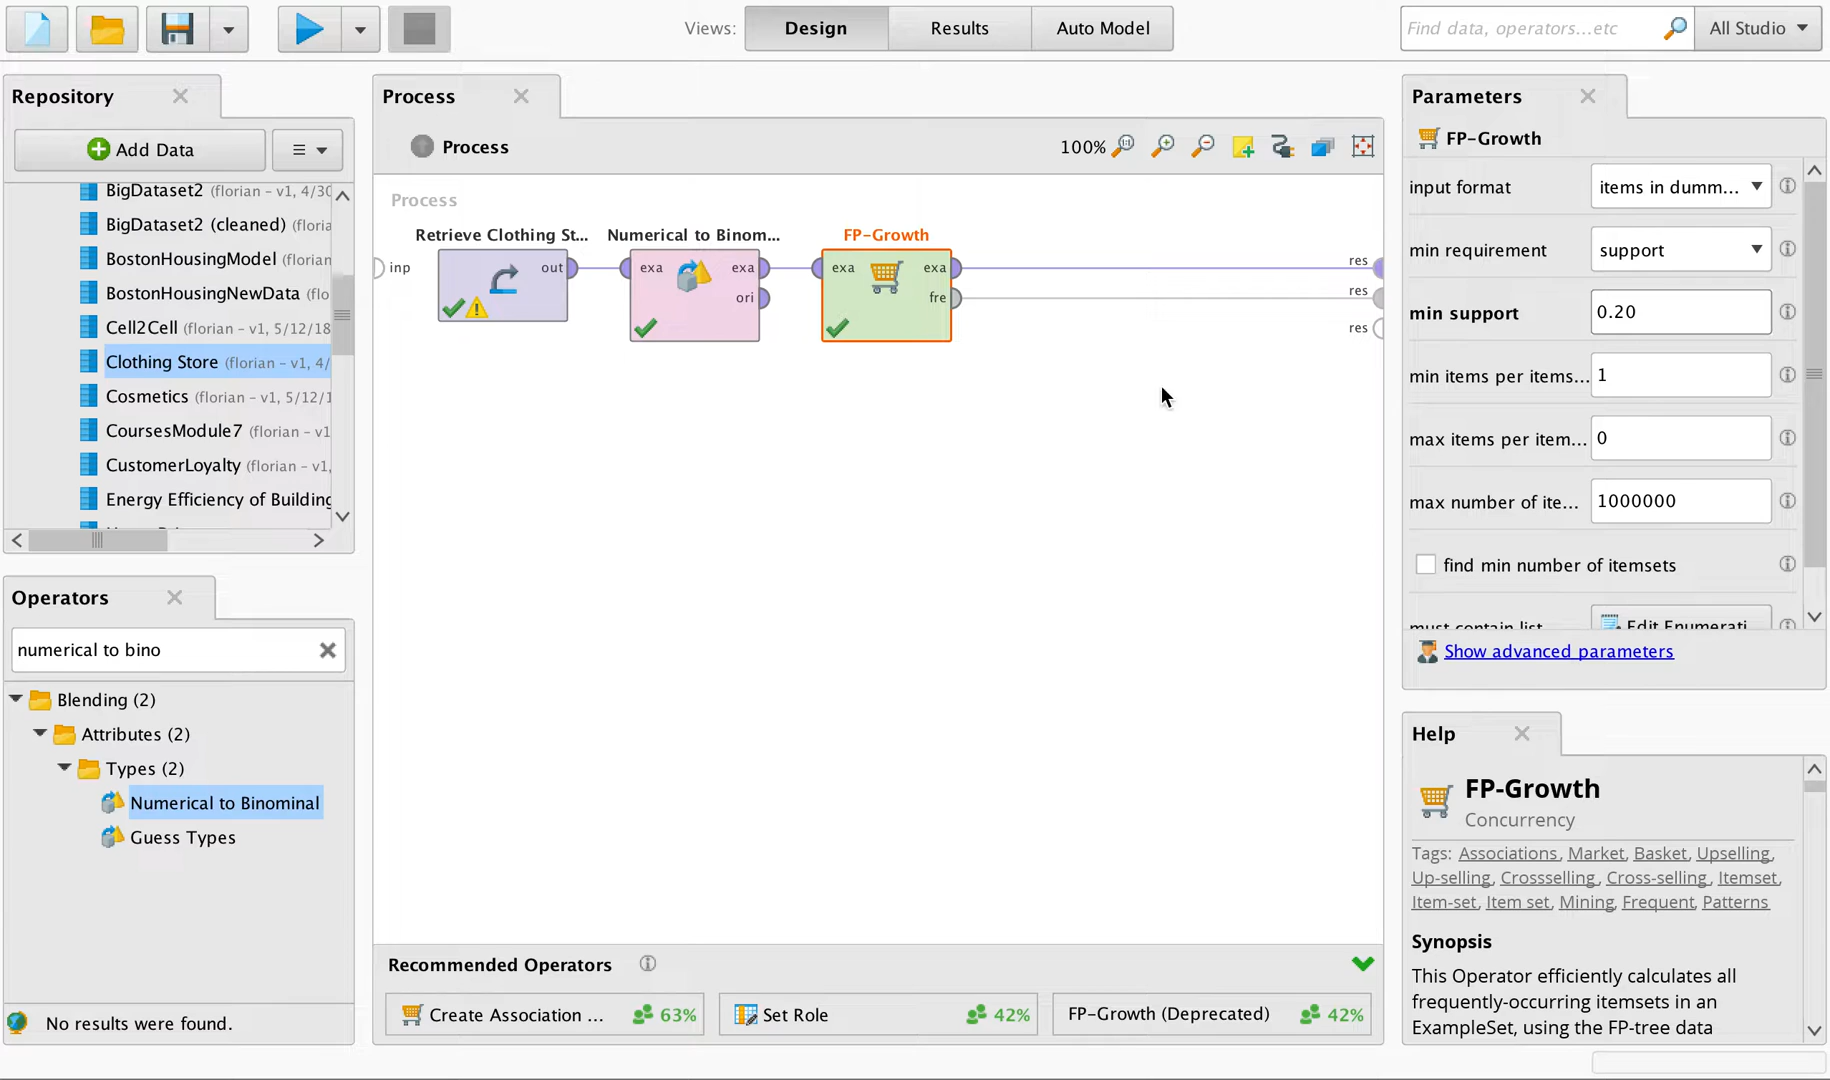 Views:
Design
Results
Auto Model
Find data, operators...etc
All Studio
Repository
Add Data
BigDataset2 (florian – v1, 4/30
BigDataset2 (cleaned) (floria
BostonHousingModel (florian
BostonHousingNewData (flo
Cell2Cell (florian – v1, 5/12/18
Clothing Store (florian – v1, 4/
Cosmetics (florian – v1, 5/12/1
CoursesModule7 (florian – v1
CustomerLoyalty (florian – v1,
Energy Efficiency of Building
Operators
numerical to bino
Blending (2)
Attributes (2)
Types (2)
Numerical to Binominal
Guess Types
No results were found.
Process
Process
100%
Process
inp
Retrieve Clothing St...
out
Numerical to Binom...
exa
exa
ori
FP-Growth
exa
exa
fre
res
res
res
Recommended Operators
Create Association ...
63%
Set Role
42%
FP-Growth (Deprecated)
42%
Parameters
FP-Growth
input format
items in dumm...
min requirement
support
min support
0.20
min items per items...
1
max items per item...
0
max number of ite...
1000000
find min number of itemsets
must contain list
Edit Enumerati
Show advanced parameters
Help
FP-Growth
Concurrency
Tags: Associations, Market, Basket, Upselling,
Up-selling, Crossselling, Cross-selling, Itemset,
Item-set, Item set, Mining, Frequent, Patterns
Synopsis
This Operator efficiently calculates all
frequently-occurring itemsets in an
ExampleSet, using the FP-tree data